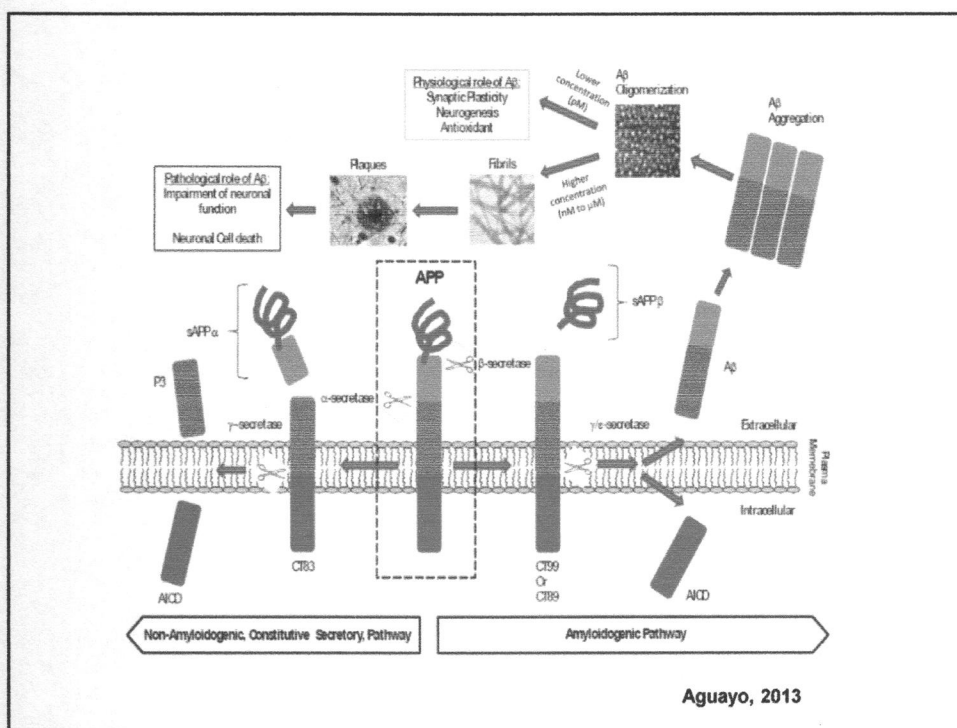 Physiological role of Aβ:
Synaptic Plasticity
Neurogenesis
Antioxidant
Lower
concentration
(pM)
Aβ
Oligomerization
Aβ
Aggregation
Pathological role of Aβ:
Impairment of neuronal
function
Neuronal Cell death
Plaques
Fibrils
Higher
concentration
(nM to μM)
APP
sAPPα
sAPPβ
P3
β-secretase
Aβ
α-secretase
γ-secretase
γ/ε-secretase
Extracellular
Plasma
Memebrane
Intracellular
CT83
CT99
Or
CT89
AICD
AICD
Non-Amyloidogenic, Constitutive Secretory, Pathway
Amyloidogenic Pathway
Aguayo, 2013